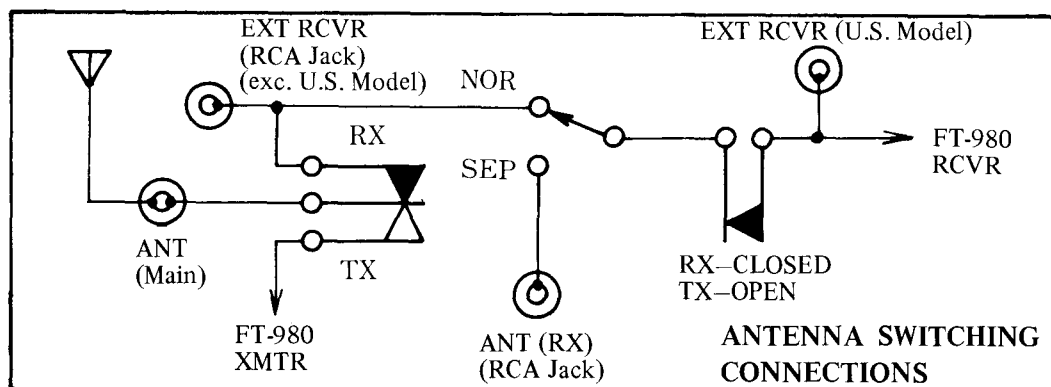 EXT RCVR
(RCA Jack)
(exc. U.S. Model)
EXT RCVR (U.S. Model)
NOR
RX
SEP
FT-980
RCVR
ANT
(Main)
TX
RX–CLOSED
TX–OPEN
FT-980
XMTR
ANT (RX)
(RCA Jack)
ANTENNA SWITCHING
CONNECTIONS